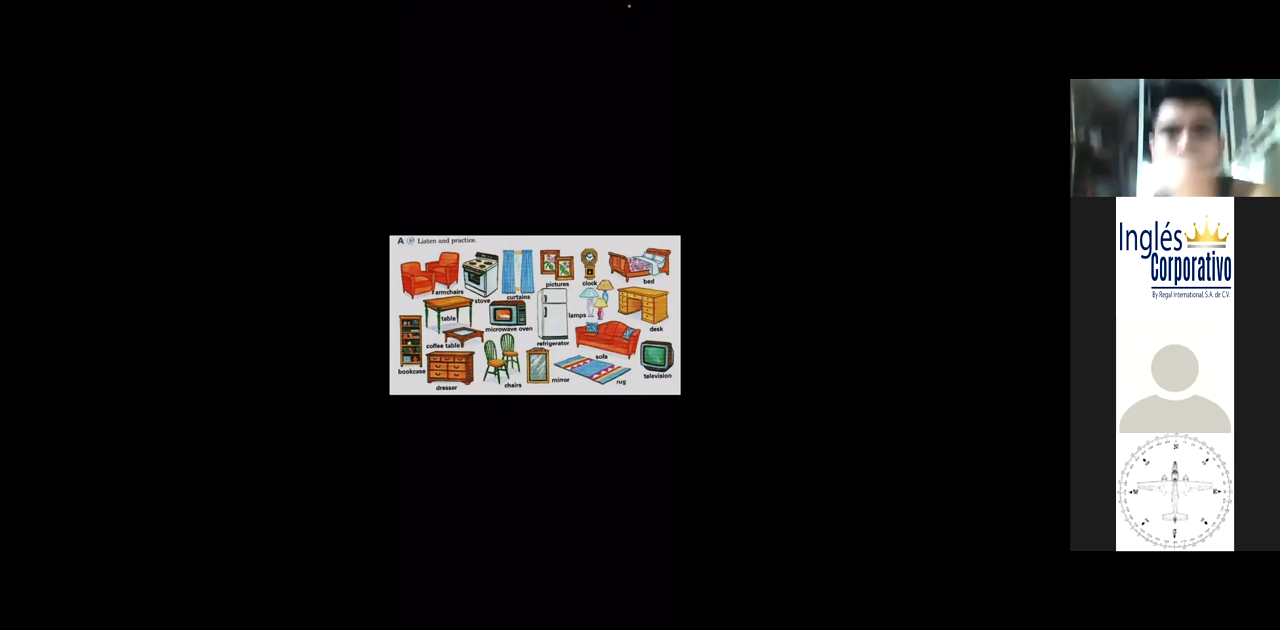 A Listen and practice.
armchairs
stove
curtains
pictures
clock
bed
table
microwave oven
refrigerator
lamps
desk
coffee table
sofa
bookcase
dresser
chairs
mirror
rug
television
Inglés
Corporativo
By Regal International, S.A. de C.V.